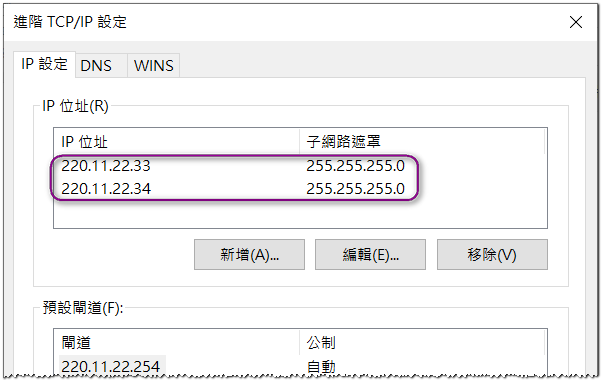 進階 TCP/IP 設定
IP 設定 DNS WINS
IP 位址(R)
IP 位址 子網路遮罩
220.11.22.33 255.255.255.0
220.11.22.34 255.255.255.0
新增(A)... 編輯(E)... 移除(V)
預設閘道(F):
閘道 公制
220.11.22.254 自動